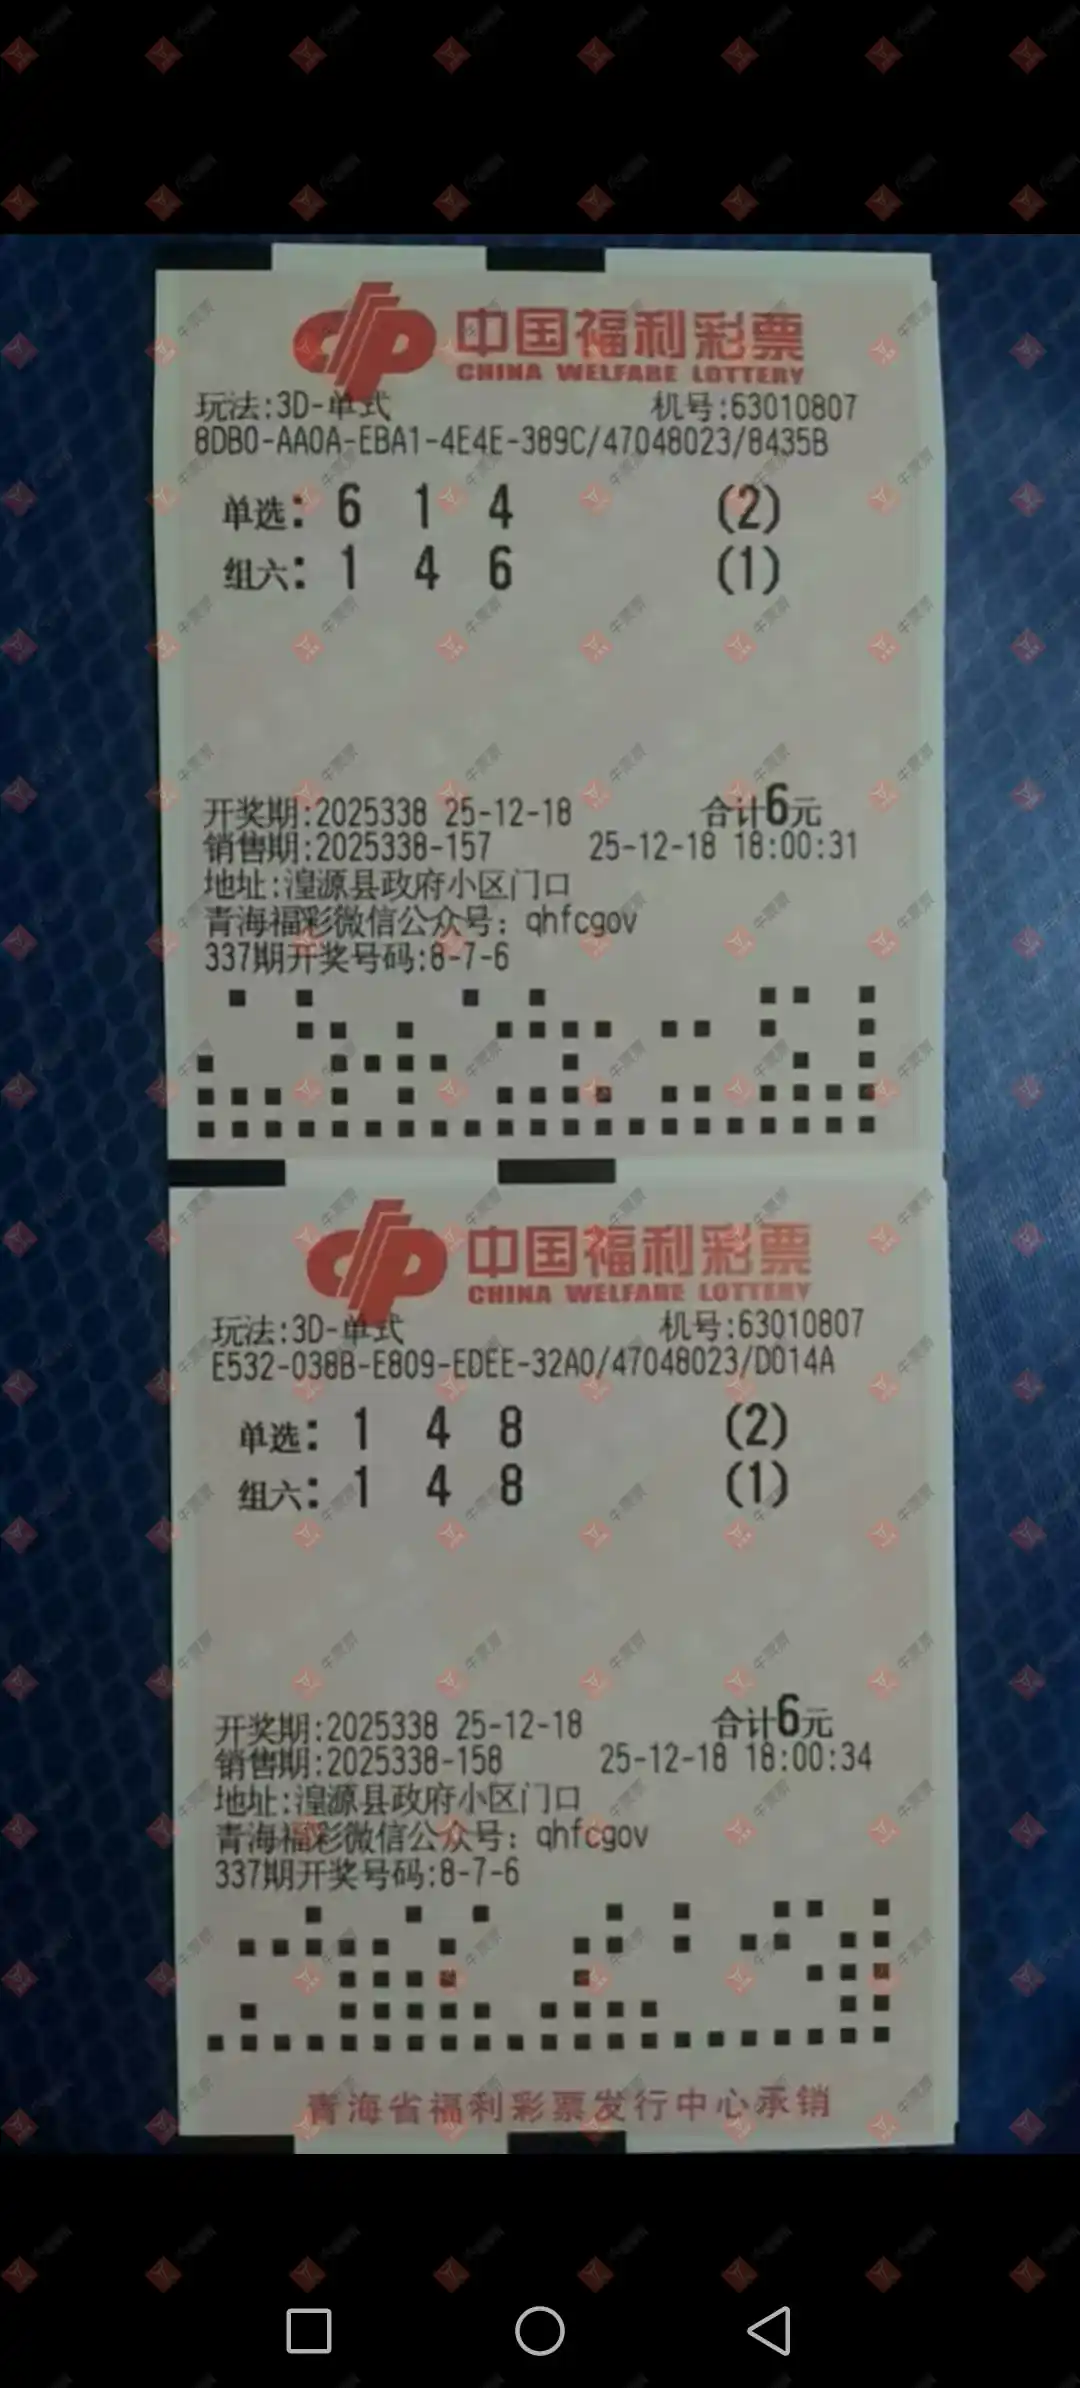 中国福利彩票
CHINA WELFARE LOTTERY
玩法:3D-单式 机号:63010807
8DB0-AA0A-EBA1-4E4E-389C/47048023/8435B
单选: 6 1 4 (2)
组六: 1 4 6 (1)
开奖期:2025338 25-12-18 合计6元
销售期:2025338-157 25-12-18 18:00:31
地址:湟源县政府小区门口
青海福彩微信公众号: qhfcgov
337期开奖号码:8-7-6
中国福利彩票
CHINA WELFARE LOTTERY
玩法:3D-单式 机号:63010807
E532-038B-E809-EDEE-32A0/47048023/D014A
单选: 1 4 8 (2)
组六: 1 4 8 (1)
开奖期:2025338 25-12-18 合计6元
销售期:2025338-158 25-12-18 18:00:34
地址:湟源县政府小区门口
青海福彩微信公众号: qhfcgov
337期开奖号码:8-7-6
青海省福利彩票发行中心承销